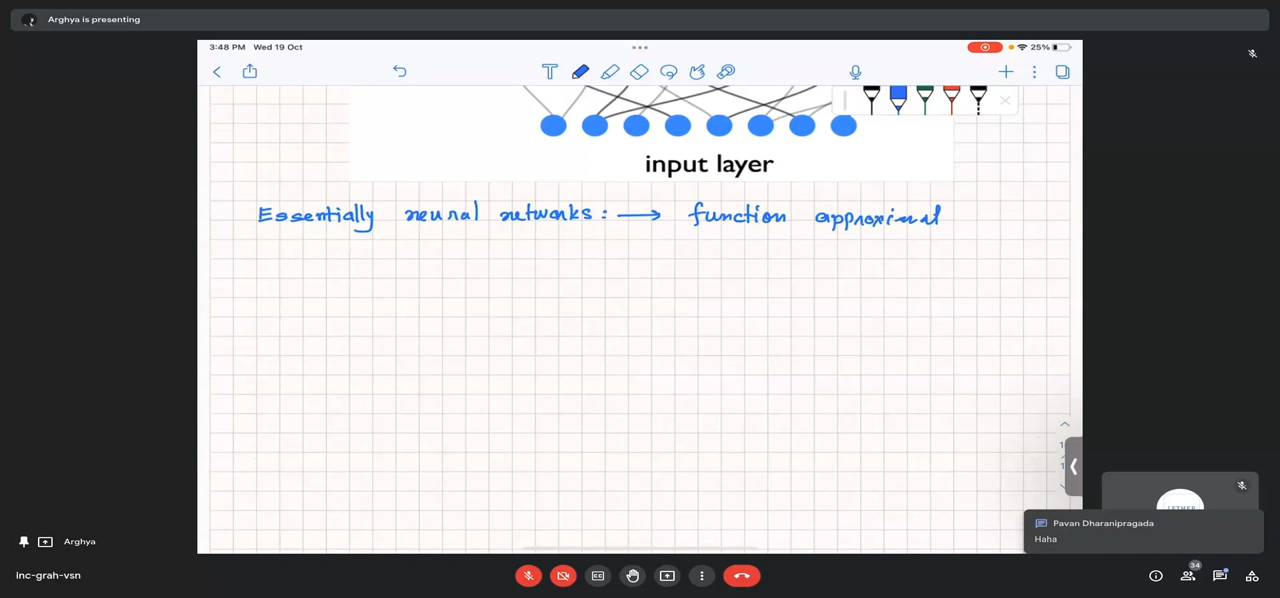 Arghya is presenting
3:48 PM Wed 19 Oct
25%
input layer
Essentially neural networks: → function approximat
Pavan Dharanipragada
Haha
Arghya
lnc-grah-vsn
34